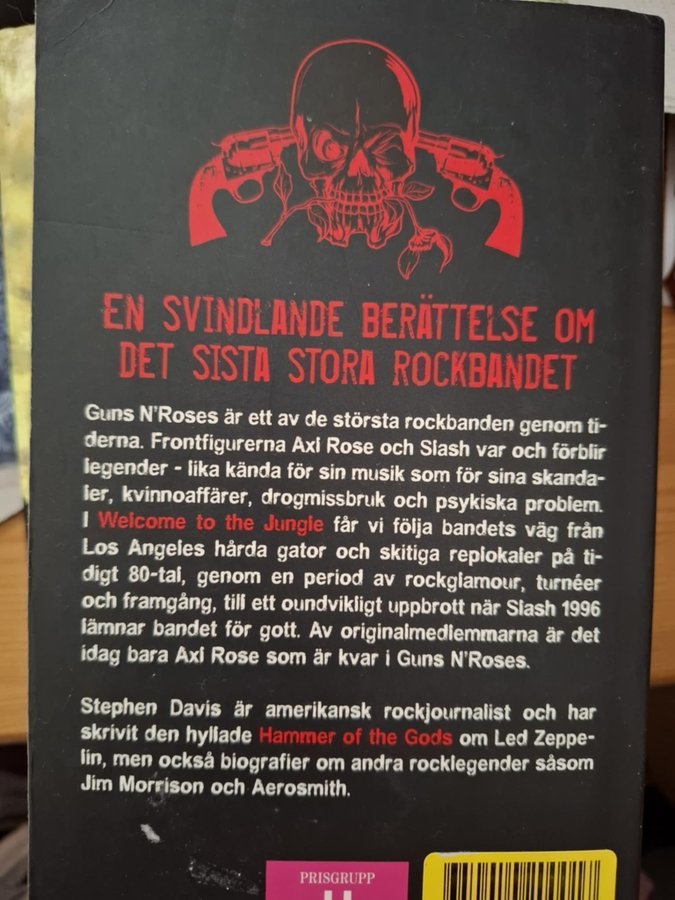 EN SVINDLANDE BERÄTTELSE OM
DET SISTA STORA ROCKBANDET
Guns N'Roses är ett av de största rockbanden genom ti-
derna. Frontfigurerna Axl Rose och Slash var och förblir
legender - lika kända för sin musik som för sina skanda-
ler, kvinnoaffärer, drogmissbruk och psykiska problem.
I Welcome to the Jungle får vi följa bandets väg från
Los Angeles hårda gator och skitiga replokaler på ti-
digt 80-tal, genom en period av rockglamour, turnéer
och framgång, till ett oundvikligt uppbrott när Slash 1996
lämnar bandet för gott. Av originalmedlemmarna är det
idag bara Axl Rose som är kvar i Guns N'Roses.
Stephen Davis är amerikansk rockjournalist och har
skrivit den hyllade Hammer of the Gods om Led Zeppe-
lin, men också biografier om andra rocklegender såsom
Jim Morrison och Aerosmith.
PRISGRUPP